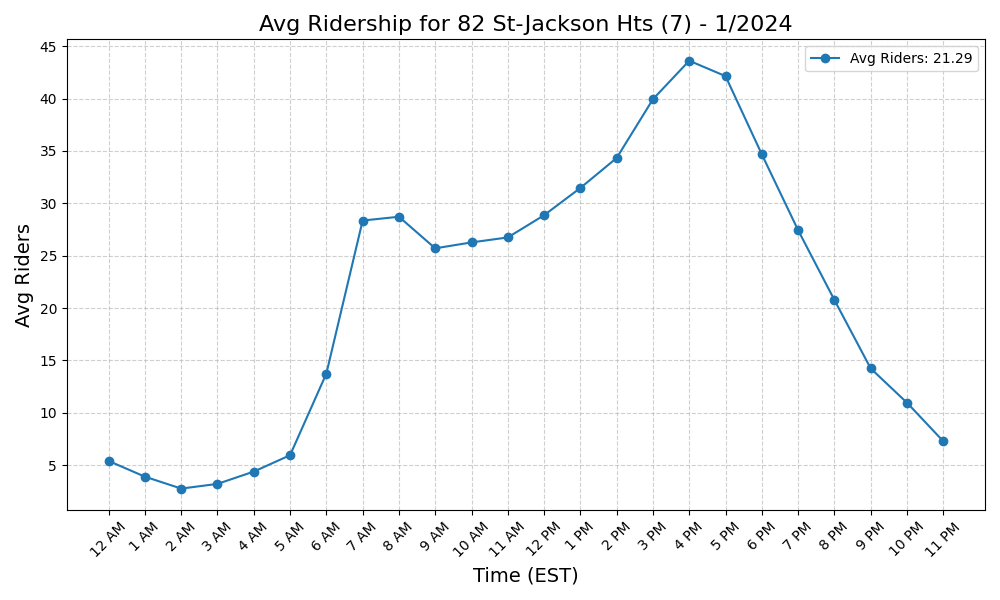 Avg Ridership for 82 St-Jackson Hts (7) - 1/2024
Avg Riders: 21.29
Avg Riders
45
40
35
30
25
20
15
10
5
12 AM
1 AM
2 AM
3 AM
4 AM
5 AM
6 AM
7 AM
8 AM
9 AM
10 AM
11 AM
12 PM
1 PM
2 PM
3 PM
4 PM
5 PM
6 PM
7 PM
8 PM
9 PM
10 PM
11 PM
Time (EST)